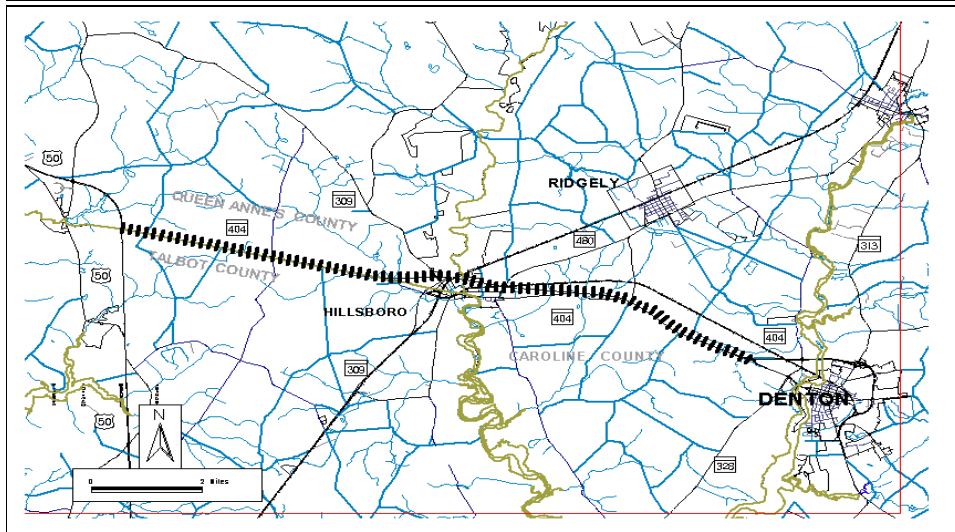 50
RIDGELY
QUEEN ANNE'S COUNTY
309
404
480
313
TALBOT COUNTY
50
HILLSBORO
404
404
CAROLINE COUNTY
309
DENTON
50
N
328
0 2 Miles